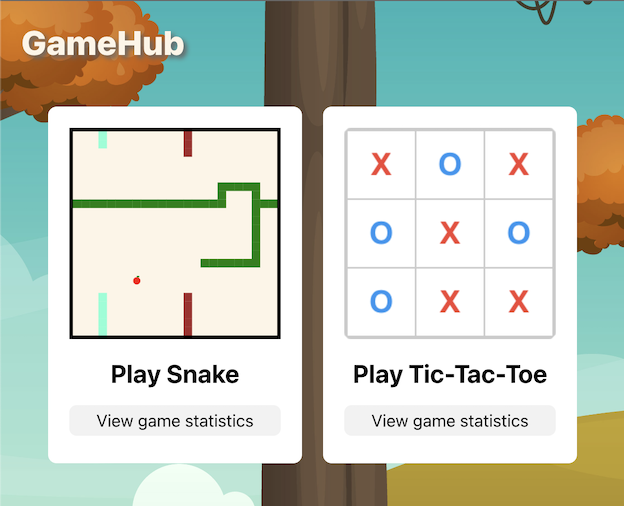 GameHub
X O X
O X O
O X X
Play Snake
Play Tic-Tac-Toe
View game statistics
View game statistics